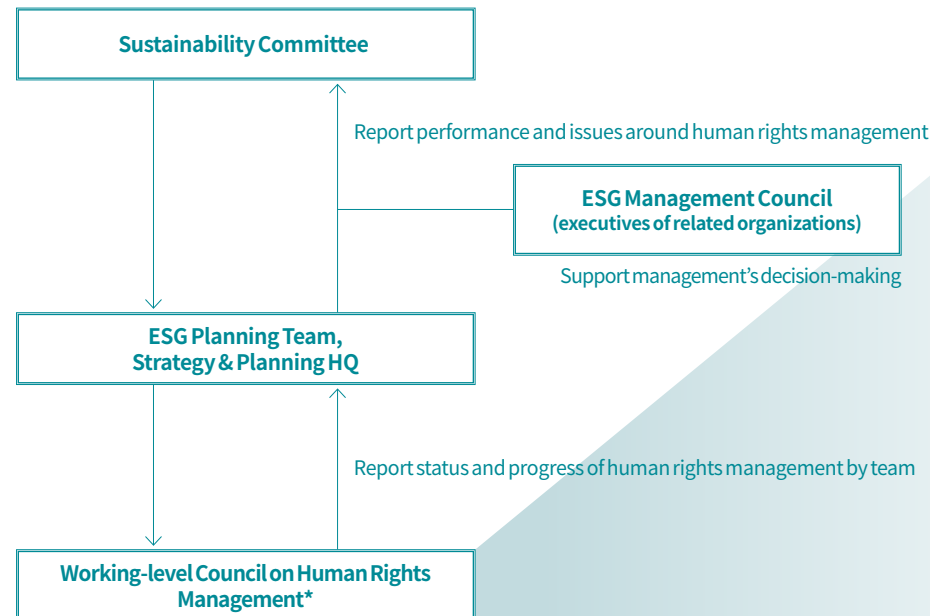 Sustainability Committee
Report performance and issues around human rights management
ESG Management Council
(executives of related organizations)
Support management's decision-making
ESG Planning Team,
Strategy & Planning HQ
Report status and progress of human rights management by team
Working-level Council on Human Rights
Management*